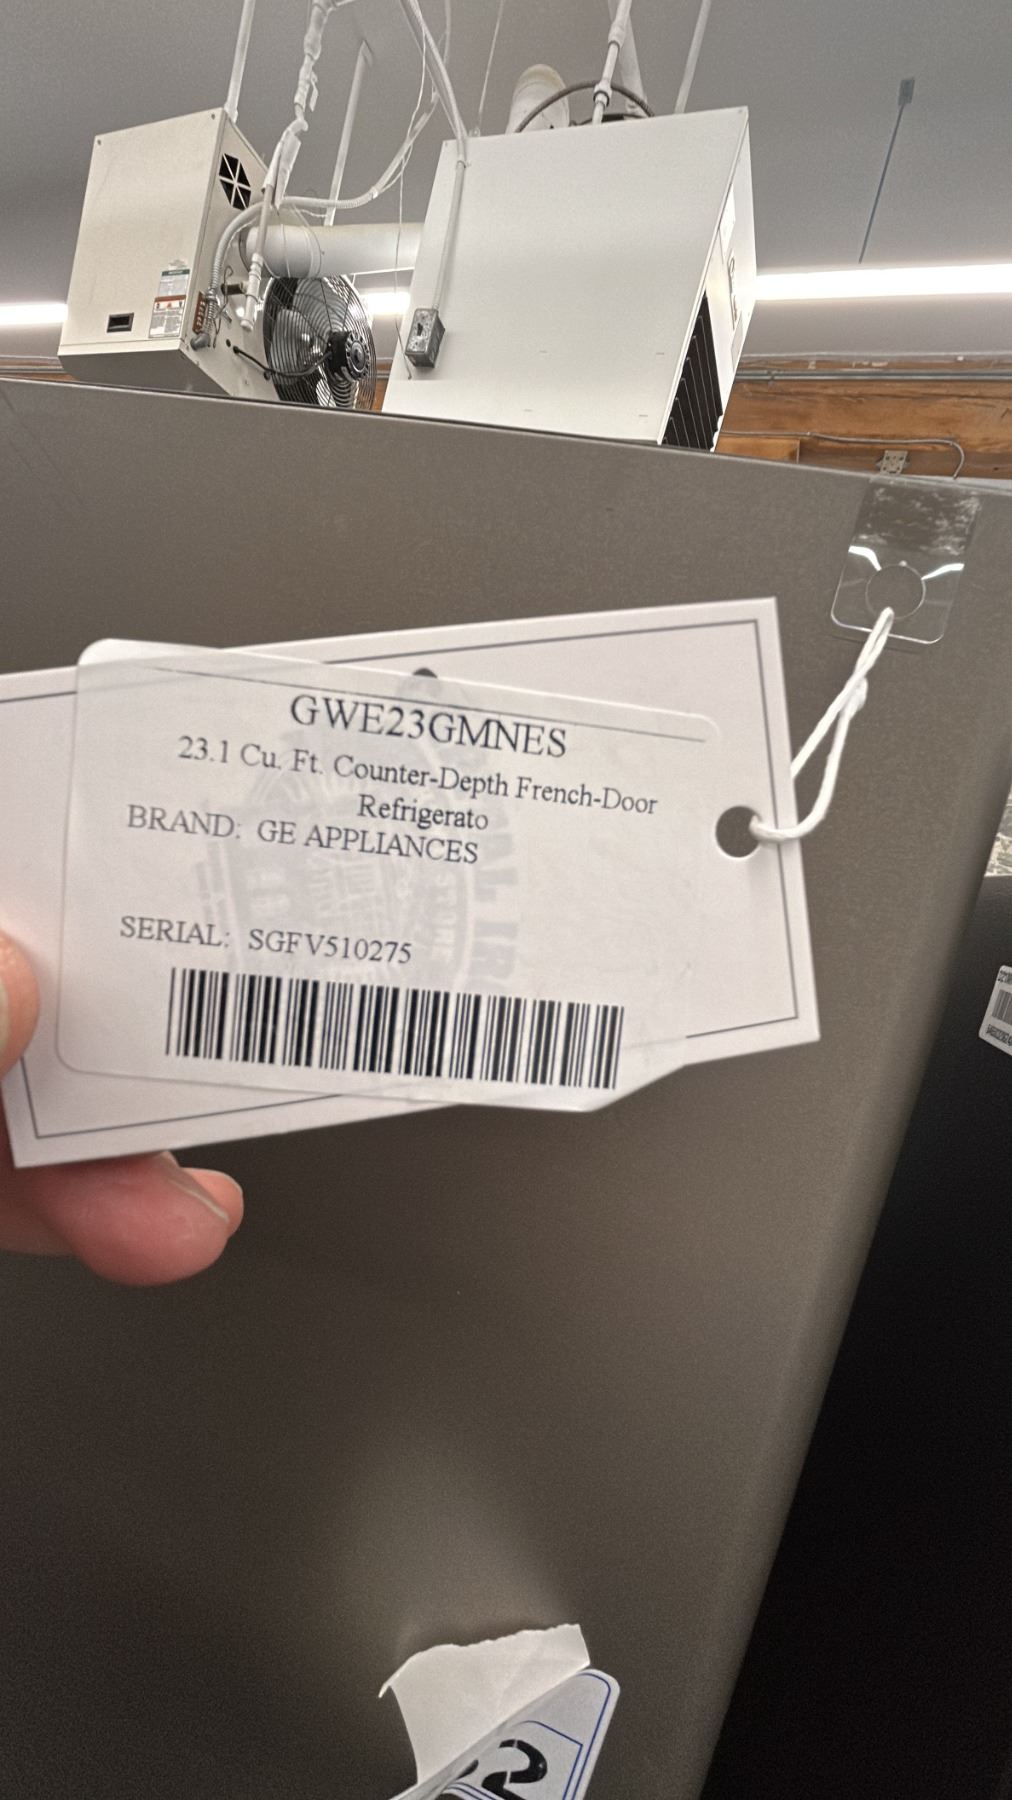 GWE23GMNES
23.1 Cu. Ft. Counter-Depth French-Door
Refrigerato
BRAND: GE APPLIANCES
SERIAL: SGFV510275